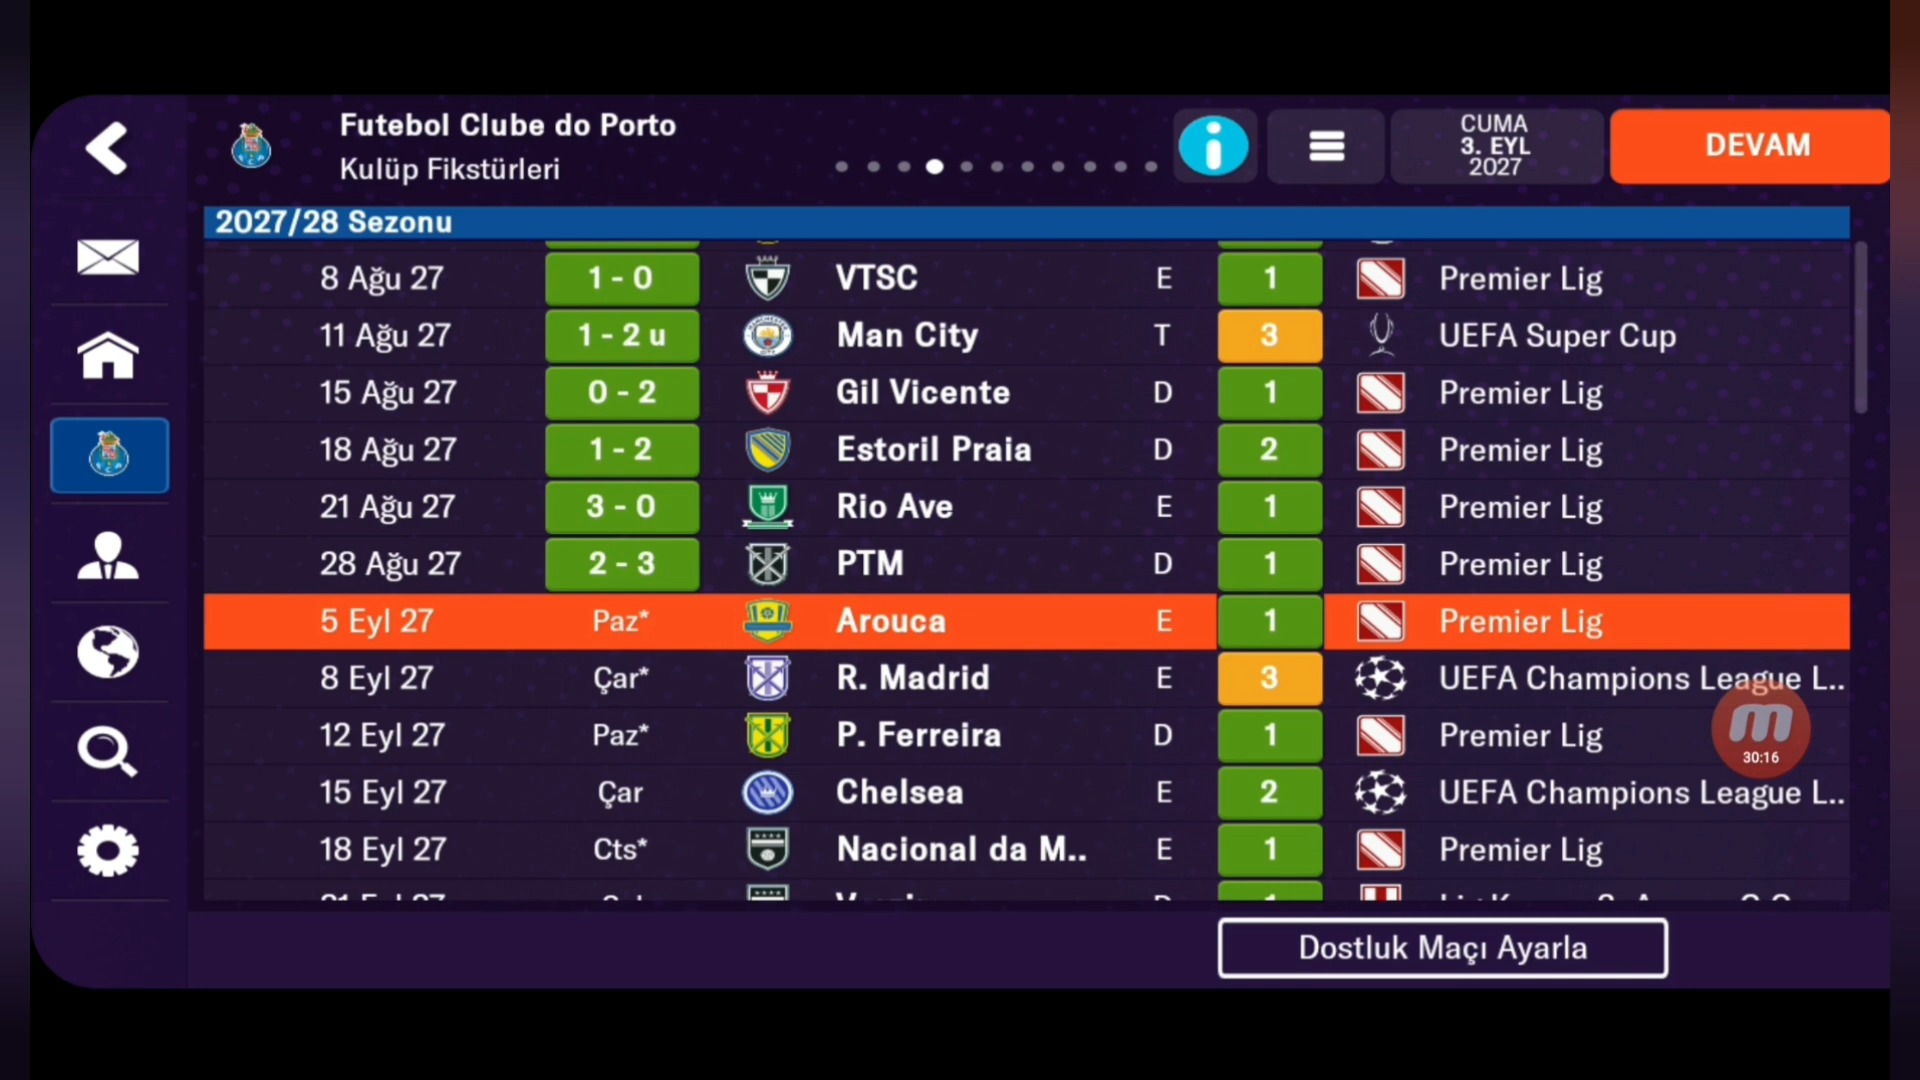 Futebol Clube do Porto
Kulüp Fikstürleri
CUMA
3. EYL
2027
DEVAM
2027/28 Sezonu
8 Ağu 27 1 - 0 VTSC E 1 Premier Lig
11 Ağu 27 1 - 2 u Man City T 3 UEFA Super Cup
15 Ağu 27 0 - 2 Gil Vicente D 1 Premier Lig
18 Ağu 27 1 - 2 Estoril Praia D 2 Premier Lig
21 Ağu 27 3 - 0 Rio Ave E 1 Premier Lig
28 Ağu 27 2 - 3 PTM D 1 Premier Lig
5 Eyl 27 Paz* Arouca E 1 Premier Lig
8 Eyl 27 Çar* R. Madrid E 3 UEFA Champions League L..
12 Eyl 27 Paz* P. Ferreira D 1 Premier Lig
15 Eyl 27 Çar Chelsea E 2 UEFA Champions League L..
18 Eyl 27 Cts* Nacional da M.. E 1 Premier Lig
30:16
Dostluk Maçı Ayarla